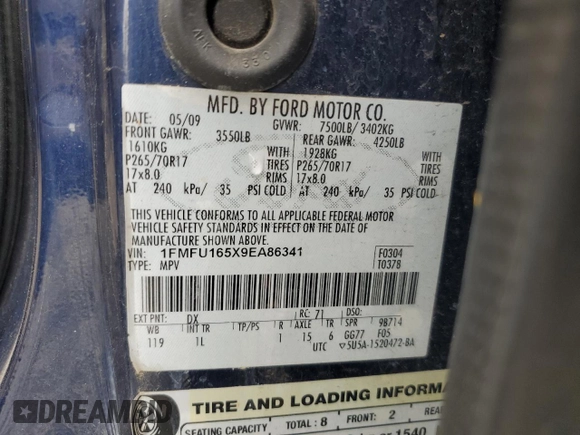 MFD. BY FORD MOTOR CO.
DATE: 05/09 GVWR: 7500LB/ 3402KG
FRONT GAWR: 3550LB REAR GAWR: 4250LB
1610KG WITH 1928KG WITH
P265/70R17 TIRES P265/70R17 TIRES
17x8.0 RIMS 17x8.0 RIMS
AT 240 kPa/ 35 PSI COLD AT 240 kPa/ 35 PSI COLD
THIS VEHICLE CONFORMS TO ALL APPLICABLE FEDERAL MOTOR
VEHICLE SAFETY STANDARDS IN EFFECT ON THE DATE OF
MANUFACTURE SHOWN ABOVE.
VIN: 1FMFU165X9EA86341 F0304
TYPE: MPV T0378
EXT PNT: DX RC: 71 DSO:
WB INT TR TP/PS R AXLE TR SPR 98714
119 1L 1 15 6 GG77 F05
UTC ▽5U5A-1520472-BA
TIRE AND LOADING INFORMA
SEATING CAPACITY TOTAL : 8 FRONT: 2 REA
1540
DREAM